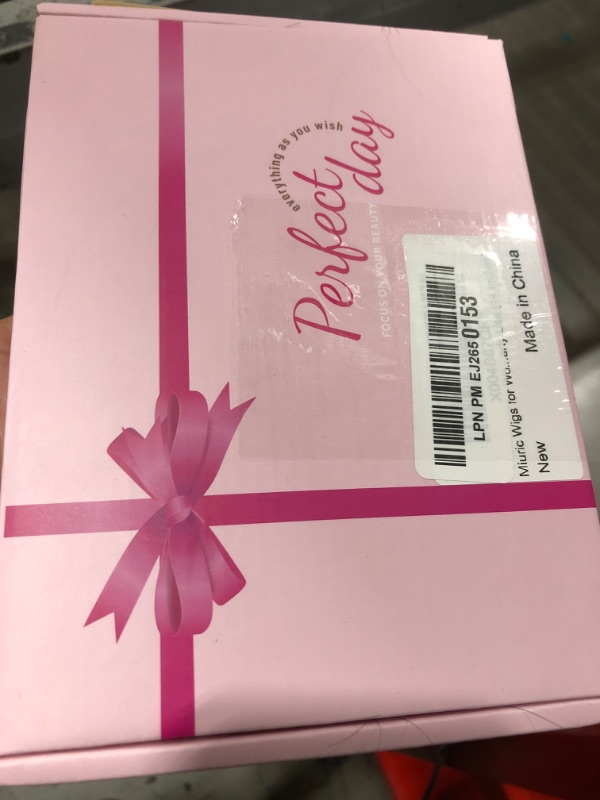 everything as you wish
Perfect
day
FOCUS ON YOUR BEAUTY
LPN PM EJ265 0153
Miuric Wigs for
New
Made in China